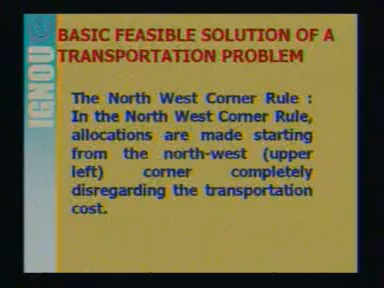 IGNOU
BASIC FEASIBLE SOLUTION OF A
TRANSPORTATION PROBLEM
The North West Corner Rule :
In the North West Corner Rule,
allocations are made starting
from the north-west (upper
left) corner completely
disregarding the transportation
cost.